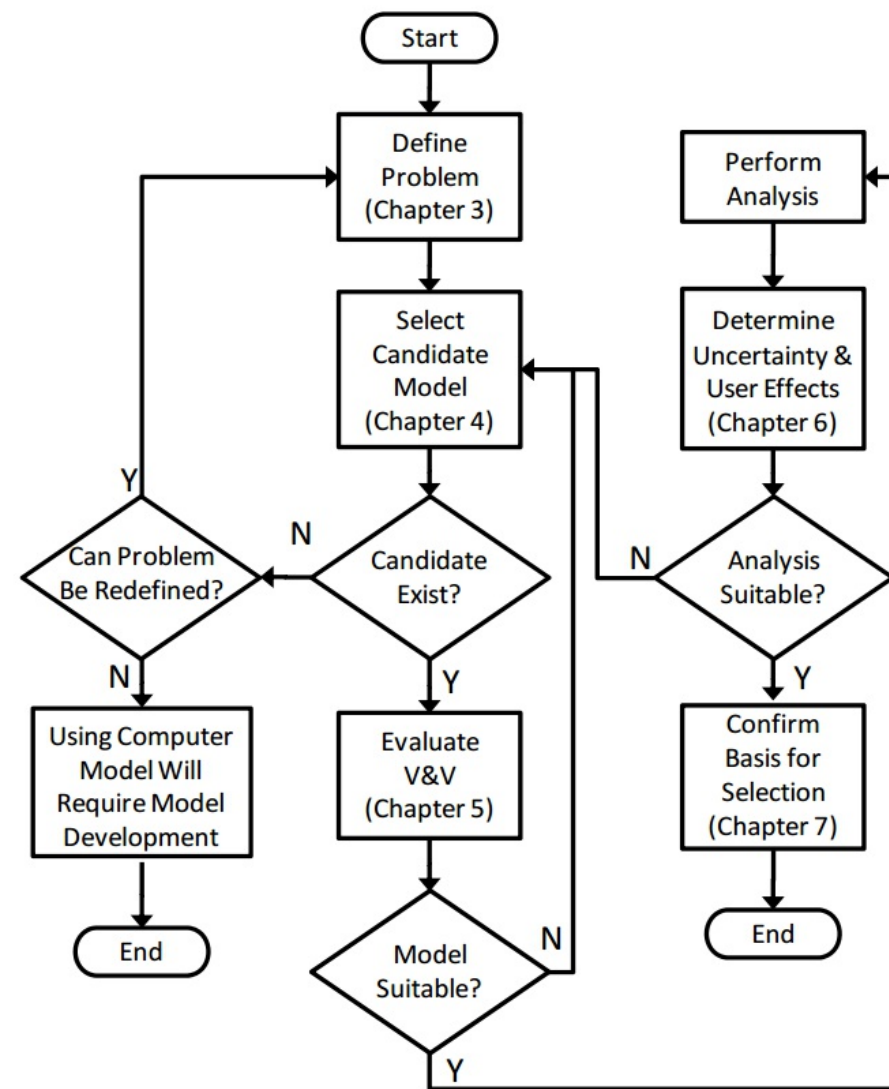 Start
Define
Problem
(Chapter 3)
Select
Candidate
Model
(Chapter 4)
Candidate
Exist?
N
Y
Can Problem
Be Redefined?
Y
N
Using Computer
Model Will
Require Model
Development
End
Evaluate
V&V
(Chapter 5)
Model
Suitable?
N
Y
Perform
Analysis
Determine
Uncertainty &
User Effects
(Chapter 6)
Analysis
Suitable?
N
Y
Confirm
Basis for
Selection
(Chapter 7)
End